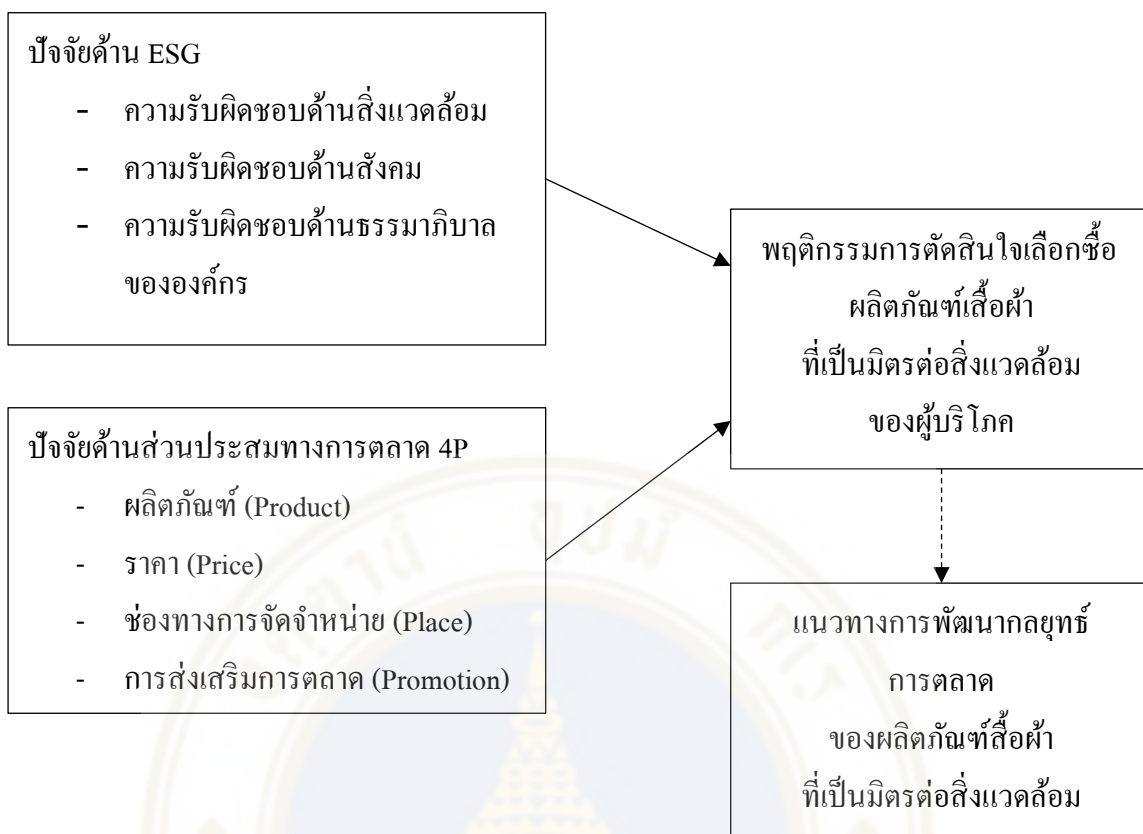 ปัจจัยด้าน ESG
- ความรับผิดชอบด้านสิ่งแวดล้อม
- ความรับผิดชอบด้านสังคม
- ความรับผิดชอบด้านธรรมาภิบาล
ขององค์กร
พฤติกรรมการตัดสินใจเลือกซื้อ
ผลิตภัณฑ์เสื้อผ้า
ที่เป็นมิตรต่อสิ่งแวดล้อม
ของผู้บริโภค
ปัจจัยด้านส่วนประสมทางการตลาด 4P
- ผลิตภัณฑ์ (Product)
- ราคา (Price)
- ช่องทางการจัดจำหน่าย (Place)
- การส่งเสริมการตลาด (Promotion)
แนวทางการพัฒนากลยุทธ์
การตลาด
ของผลิตภัณฑ์สื้อผ้า
ที่เป็นมิตรต่อสิ่งแวดล้อม